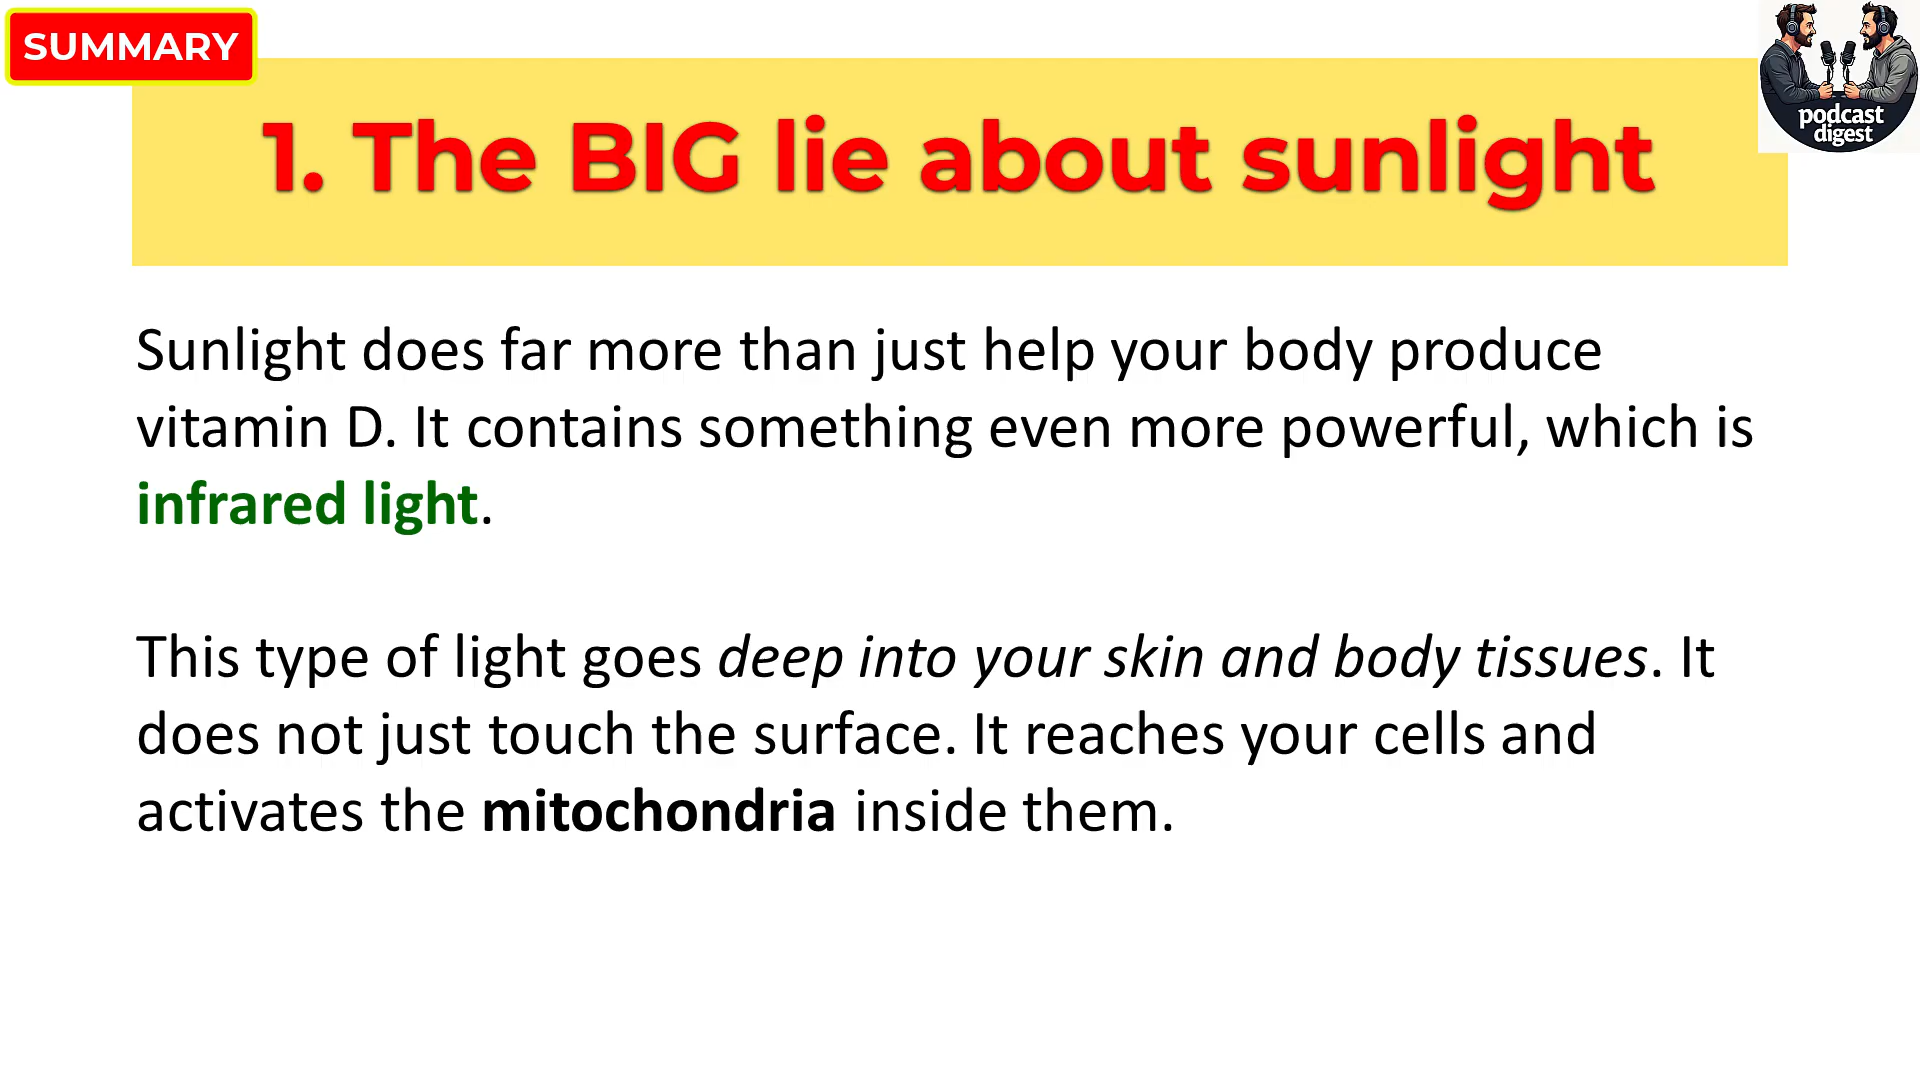 SUMMARY
podcast
digest
1. The BIG lie about sunlight
Sunlight does far more than just help your body produce
vitamin D. It contains something even more powerful, which is
infrared light.
This type of light goes deep into your skin and body tissues. It
does not just touch the surface. It reaches your cells and
activates the mitochondria inside them.